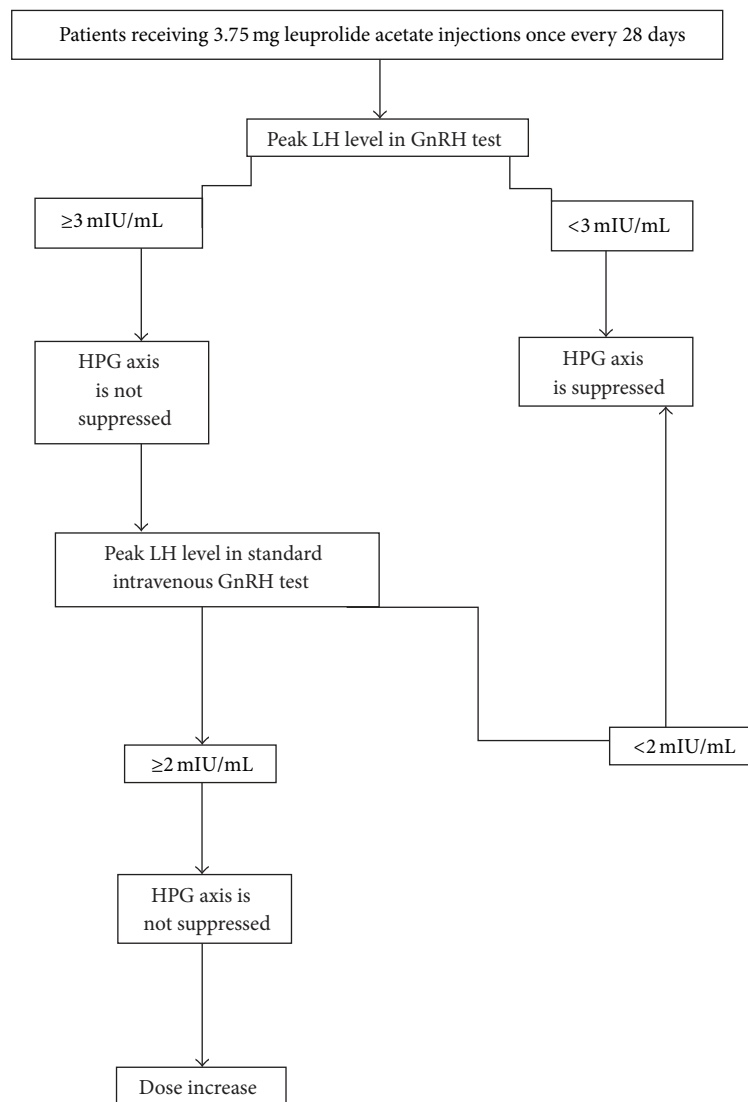 Patients receiving 3.75 mg leuprolide acetate injections once every 28 days
Peak LH level in GnRH test
≥3 mIU/mL
<3 mIU/mL
HPG axis
is not
suppressed
HPG axis
is suppressed
Peak LH level in standard
intravenous GnRH test
≥2 mIU/mL
<2 mIU/mL
HPG axis is
not suppressed
Dose increase